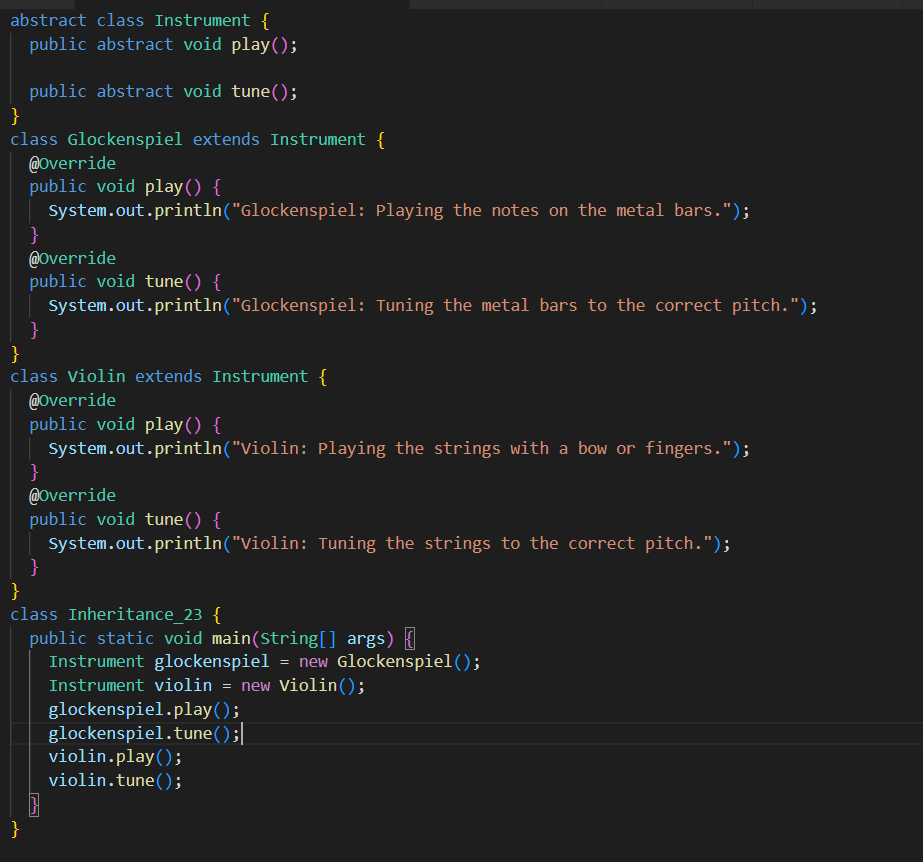 abstract class Instrument {
  public abstract void play();

  public abstract void tune();
}
class Glockenspiel extends Instrument {
  @Override
  public void play() {
    System.out.println("Glockenspiel: Playing the notes on the metal bars.");
  }
  @Override
  public void tune() {
    System.out.println("Glockenspiel: Tuning the metal bars to the correct pitch.");
  }
}
class Violin extends Instrument {
  @Override
  public void play() {
    System.out.println("Violin: Playing the strings with a bow or fingers.");
  }
  @Override
  public void tune() {
    System.out.println("Violin: Tuning the strings to the correct pitch.");
  }
}
class Inheritance_23 {
  public static void main(String[] args) {
    Instrument glockenspiel = new Glockenspiel();
    Instrument violin = new Violin();
    glockenspiel.play();
    glockenspiel.tune();
    violin.play();
    violin.tune();
  }
}